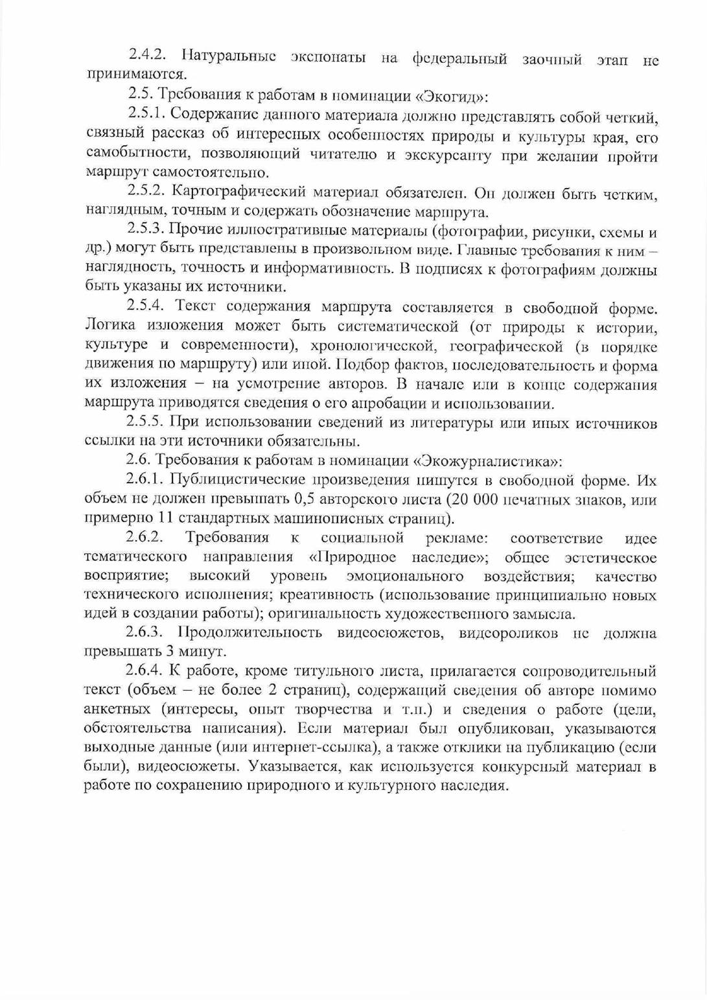 2.4.2. Натуральные экспонаты на федеральный заочный этап не
принимаются.
2.5. Требования к работам в номинации «Экогид»:
2.5.1. Содержание данного материала должно представлять собой четкий,
связный рассказ об интересных особенностях природы и культуры края, его
самобытности, позволяющий читателю и экскурсанту при желании пройти
маршрут самостоятельно.
2.5.2. Картографический материал обязателен. Он должен быть четким,
наглядным, точным и содержать обозначение маршрута.
2.5.3. Прочие иллюстративные материалы (фотографии, рисунки, схемы и
др.) могут быть представлены в произвольном виде. Главные требования к ним –
наглядность, точность и информативность. В подписях к фотографиям должны
быть указаны их источники.
2.5.4. Текст содержания маршрута составляется в свободной форме.
Логика изложения может быть систематической (от природы к истории,
культуре и современности), хронологической, географической (в порядке
движения по маршруту) или иной. Подбор фактов, последовательность и форма
их изложения – на усмотрение авторов. В начале или в конце содержания
маршрута приводятся сведения о его апробации и использовании.
2.5.5. При использовании сведений из литературы или иных источников
ссылки на эти источники обязательны.
2.6. Требования к работам в номинации «Экожурналистика»:
2.6.1. Публицистические произведения пишутся в свободной форме. Их
объем не должен превышать 0,5 авторского листа (20 000 печатных знаков, или
примерно 11 стандартных машинописных страниц).
2.6.2. Требования к социальной рекламе: соответствие идее
тематического направления «Природное наследие»; общее эстетическое
восприятие; высокий уровень эмоционального воздействия; качество
технического исполнения; креативность (использование принципиально новых
идей в создании работы); оригинальность художественного замысла.
2.6.3. Продолжительность видеосюжетов, видеороликов не должна
превышать 3 минут.
2.6.4. К работе, кроме титульного листа, прилагается сопроводительный
текст (объем – не более 2 страниц), содержащий сведения об авторе помимо
анкетных (интересы, опыт творчества и т.п.) и сведения о работе (цели,
обстоятельства написания). Если материал был опубликован, указываются
выходные данные (или интернет-ссылка), а также отклики на публикацию (если
были), видеосюжеты. Указывается, как используется конкурсный материал в
работе по сохранению природного и культурного наследия.